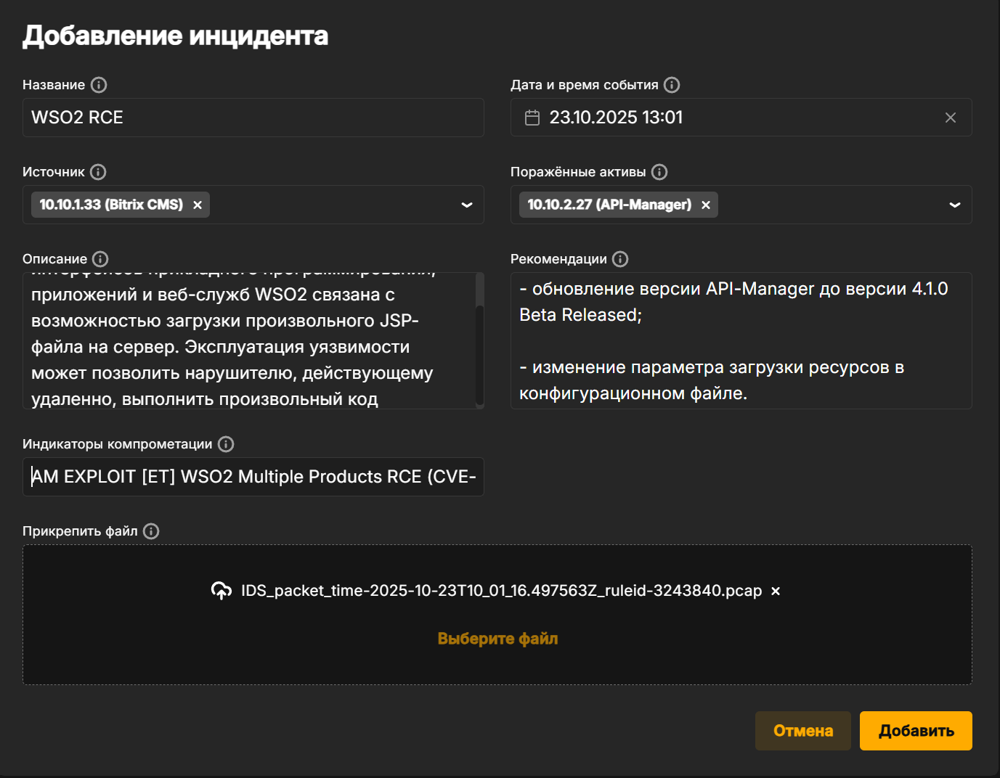 Добавление инцидента
Название
Дата и время события
WSO2 RCE
23.10.2025 13:01
Источник
Поражённые активы
10.10.1.33 (Bitrix CMS) ×
10.10.2.27 (API-Manager) ×
Описание
Рекомендации
интерфейсов прикладного программирования,
приложений и веб-служб WSO2 связана с
возможностью загрузки произвольного JSP-
файла на сервер. Эксплуатация уязвимости
может позволить нарушителю, действующему
удаленно, выполнить произвольный код
- обновление версии API-Manager до версии 4.1.0
Beta Released;
- изменение параметра загрузки ресурсов в
конфигурационном файле.
Индикаторы компрометации
AM EXPLOIT [ET] WSO2 Multiple Products RCE (CVE-
Прикрепить файл
IDS_packet_time-2025-10-23T10_01_16.497563Z_ruleid-3243840.pcap ×
Выберите файл
Отмена
Добавить